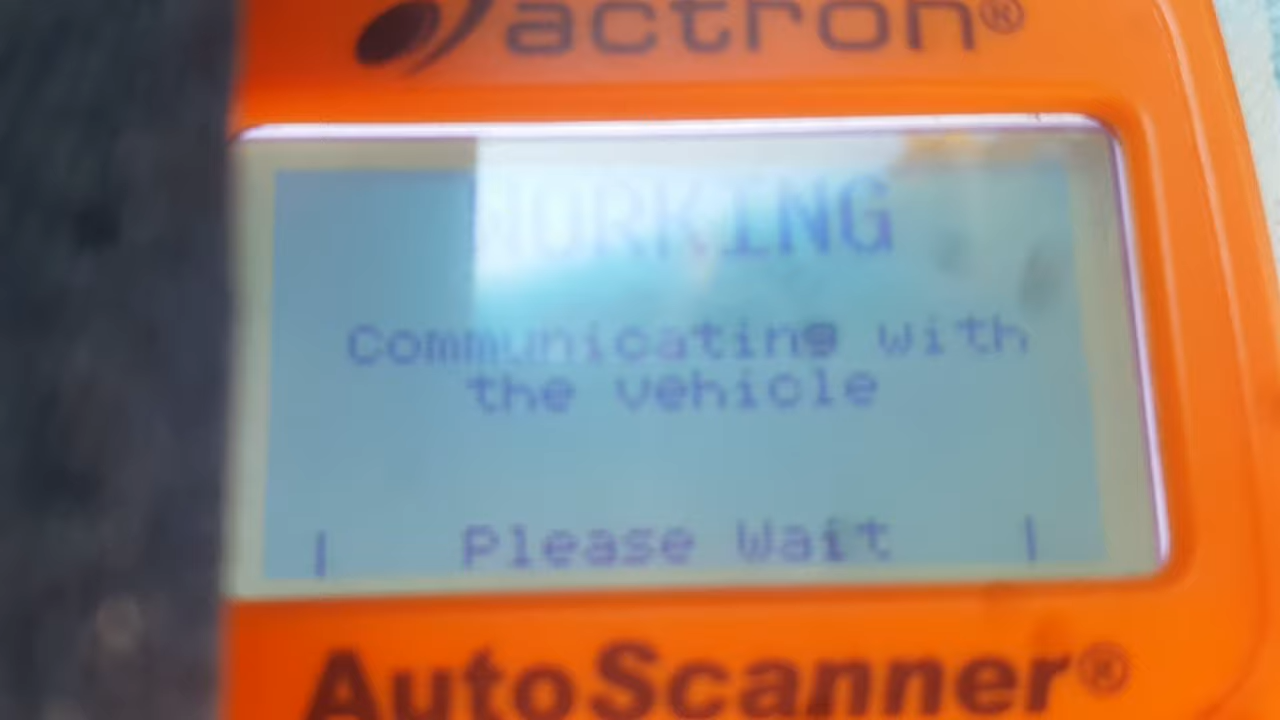 actron®
WORKING
Communicating with
the vehicle
| Please Wait |
AutoScanner®